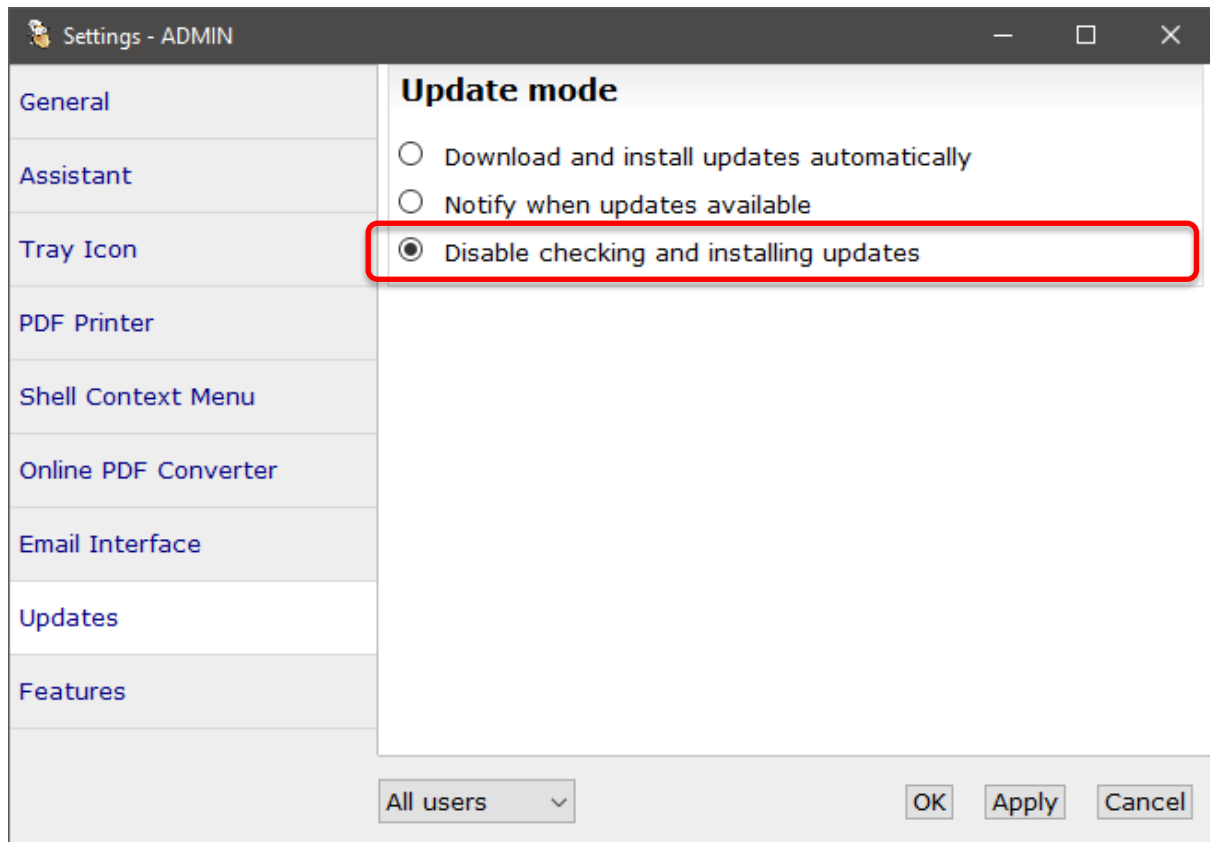 Settings - ADMIN
General
Assistant
Tray Icon
PDF Printer
Shell Context Menu
Online PDF Converter
Email Interface
Updates
Features
Update mode
Download and install updates automatically
Notify when updates available
Disable checking and installing updates
All users
OK Apply Cancel